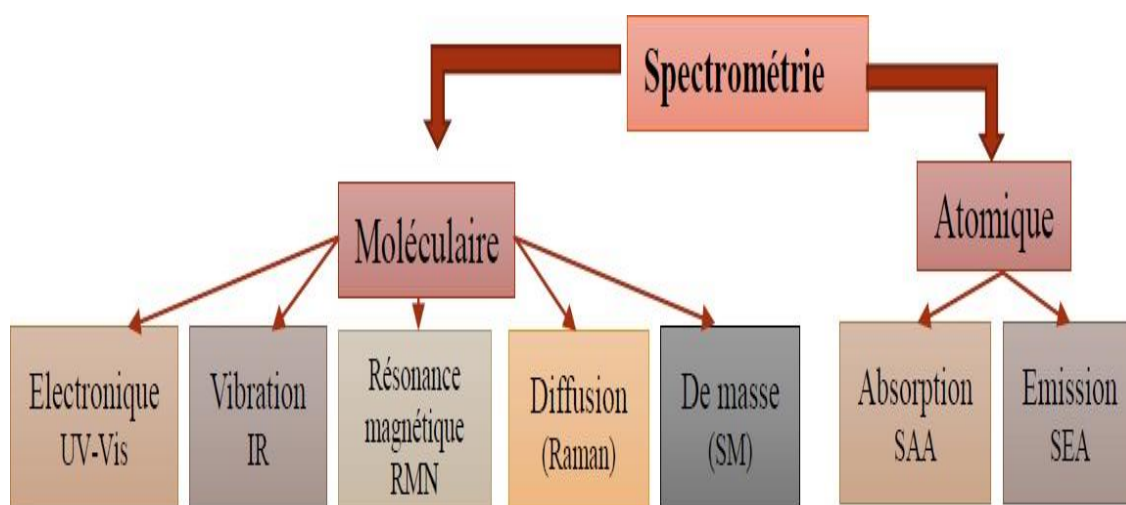 Spectrométrie
Moléculaire
Atomique
Electronique
UV-Vis
Vibration
IR
Résonance
magnétique
RMN
Diffusion
(Raman)
De masse
(SM)
Absorption
SAA
Emission
SEA